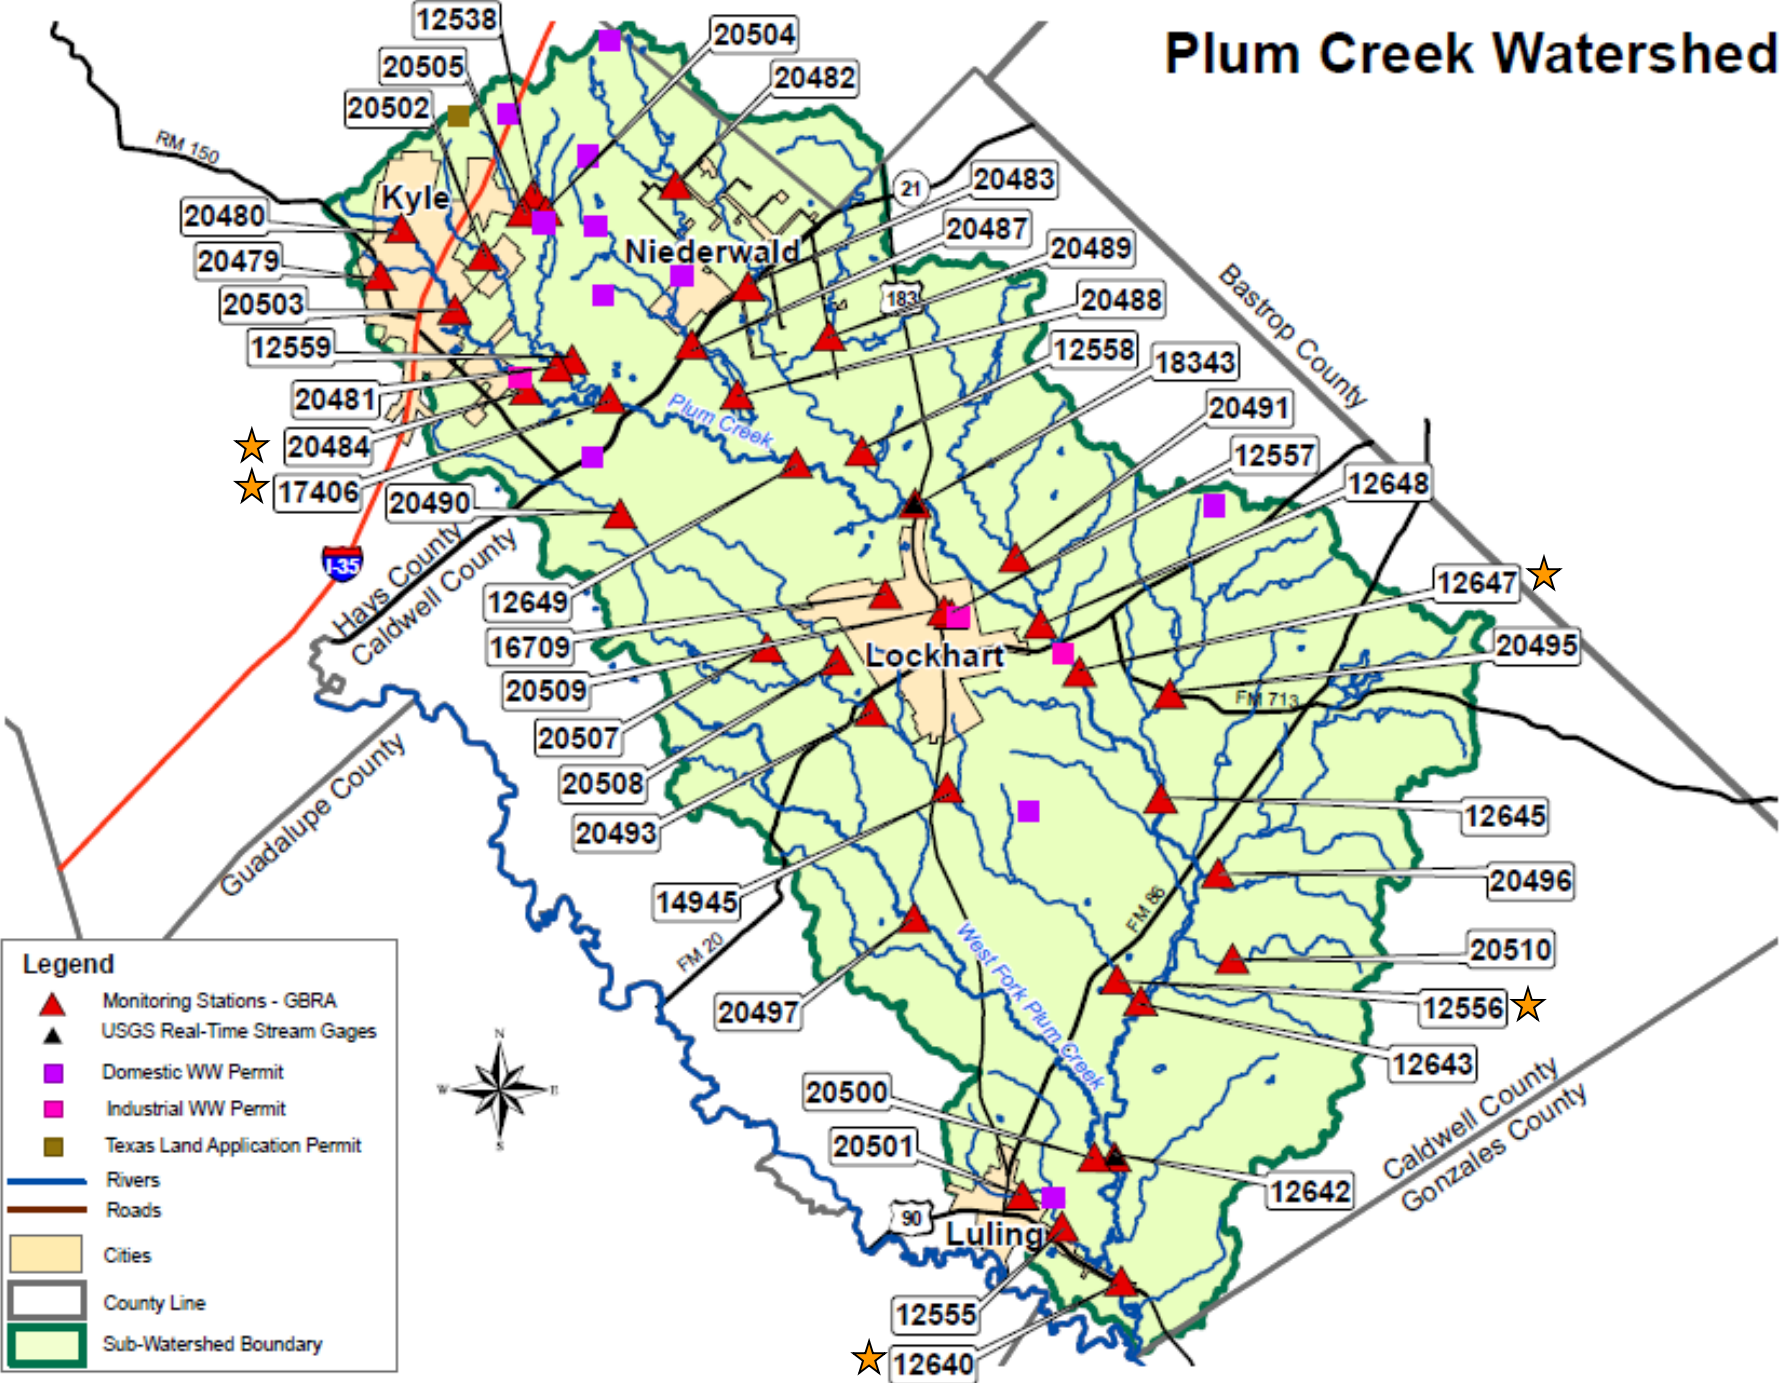 Plum Creek Watershed
12538
20504
20505
20482
20502
RM 150
Kyle
21
20483
20480
20487
Niederwald
20489
20479
183
20488
20503
Bastrop County
12559
12558
18343
20481
Plum Creek
20491
20484
12557
17406
12648
20490
I-35
Hays County
Caldwell County
12647
12649
16709
20495
Lockhart
20509
FM 713
20507
20508
Guadalupe County
20493
12645
14945
20496
FM 86
FM 20
West Fork Plum Creek
20510
20497
12556
12643
Legend
Monitoring Stations - GBRA
USGS Real-Time Stream Gages
Domestic WW Permit
Industrial WW Permit
Texas Land Application Permit
Rivers
Roads
Cities
County Line
Sub-Watershed Boundary
N
W
E
S
20500
20501
Caldwell County
Gonzales County
12642
90
Luling
12555
12640